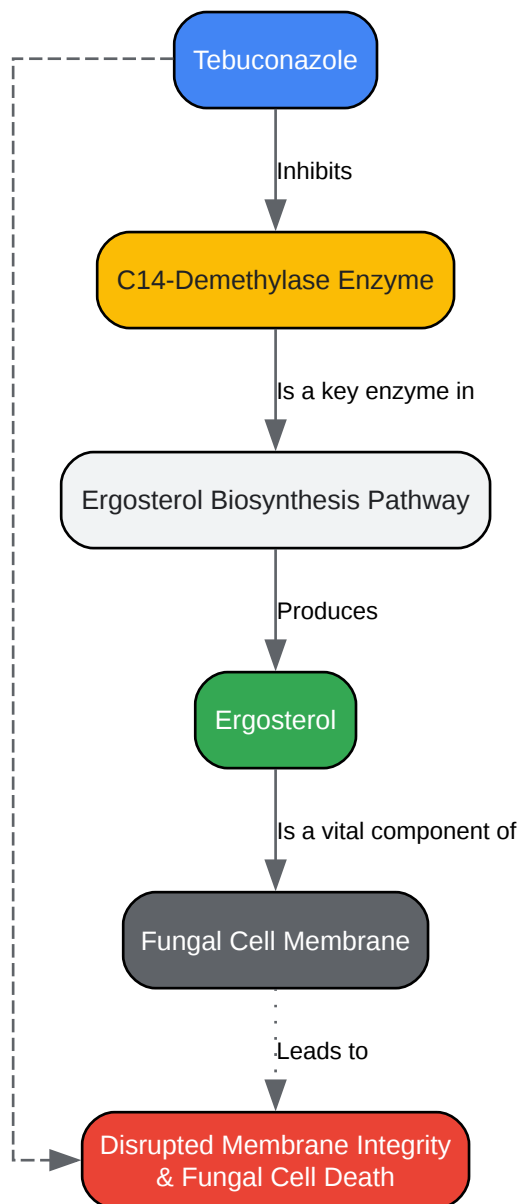 Tebuconazole
Inhibits
C14-Demethylase Enzyme
Is a key enzyme in
Ergosterol Biosynthesis Pathway
Produces
Ergosterol
Is a vital component of
Fungal Cell Membrane
Leads to
Disrupted Membrane Integrity
& Fungal Cell Death